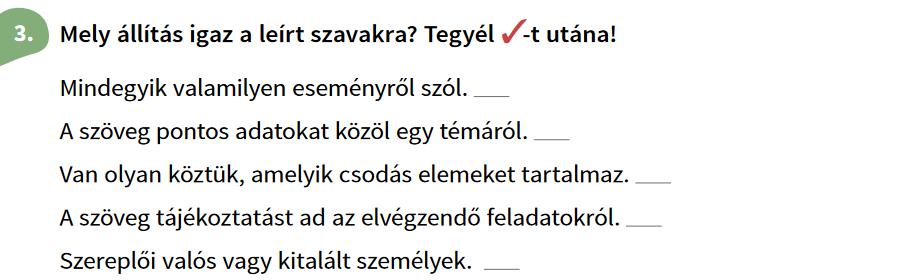 3. Mely állítás igaz a leírt szavakra? Tegyél ✓-t utána!
Mindegyik valamilyen eseményről szól. ___
A szöveg pontos adatokat közöl egy témáról. ___
Van olyan köztük, amelyik csodás elemeket tartalmaz. ___
A szöveg tájékoztatást ad az elvégzendő feladatokról. ___
Szereplői valós vagy kitalált személyek. ___